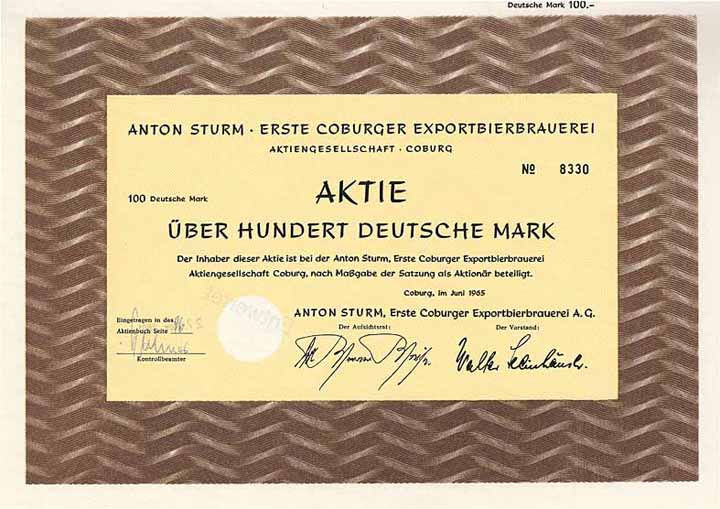 Deutsche Mark 100,–
ANTON STURM · ERSTE COBURGER EXPORTBIERBRAUEREI
AKTIENGESELLSCHAFT · COBURG
Nº 8330
100 Deutsche Mark
AKTIE
ÜBER HUNDERT DEUTSCHE MARK
Der Inhaber dieser Aktie ist bei der Anton Sturm, Erste Coburger Exportbierbrauerei
Aktiengesellschaft Coburg, nach Maßgabe der Satzung als Aktionär beteiligt.
Coburg, im Juni 1965
ANTON STURM, Erste Coburger Exportbierbrauerei A.G.
Der Aufsichtsrat:
Der Vorstand:
Eingetragen in das
Aktienbuch Seite
Kontrollbeamter
Walter